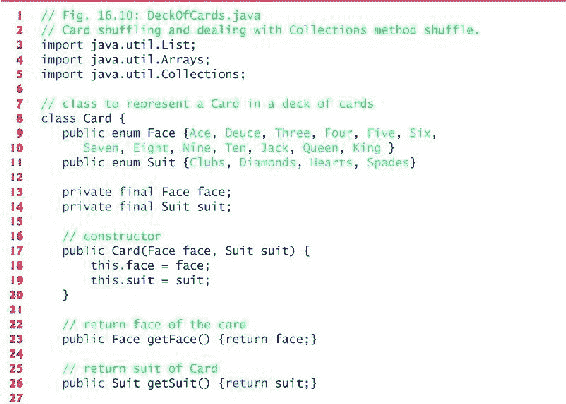 1 // Fig. 16.10: DeckOfCards.java
2 // Card shuffling and dealing with Collections method shuffle.
3 import java.util.List;
4 import java.util.Arrays;
5 import java.util.Collections;
6
7 // class to represent a Card in a deck of cards
8 class Card {
9 public enum Face {Ace, Deuce, Three, Four, Five, Six,
10 Seven, Eight, Nine, Ten, Jack, Queen, King }
11 public enum Suit {Clubs, Diamonds, Hearts, Spades}
12
13 private final Face face;
14 private final Suit suit;
15
16 // constructor
17 public Card(Face face, Suit suit) {
18 this.face = face;
19 this.suit = suit;
20 }
21
22 // return face of the card
23 public Face getFace() {return face;}
24
25 // return suit of Card
26 public Suit getSuit() {return suit;}
27